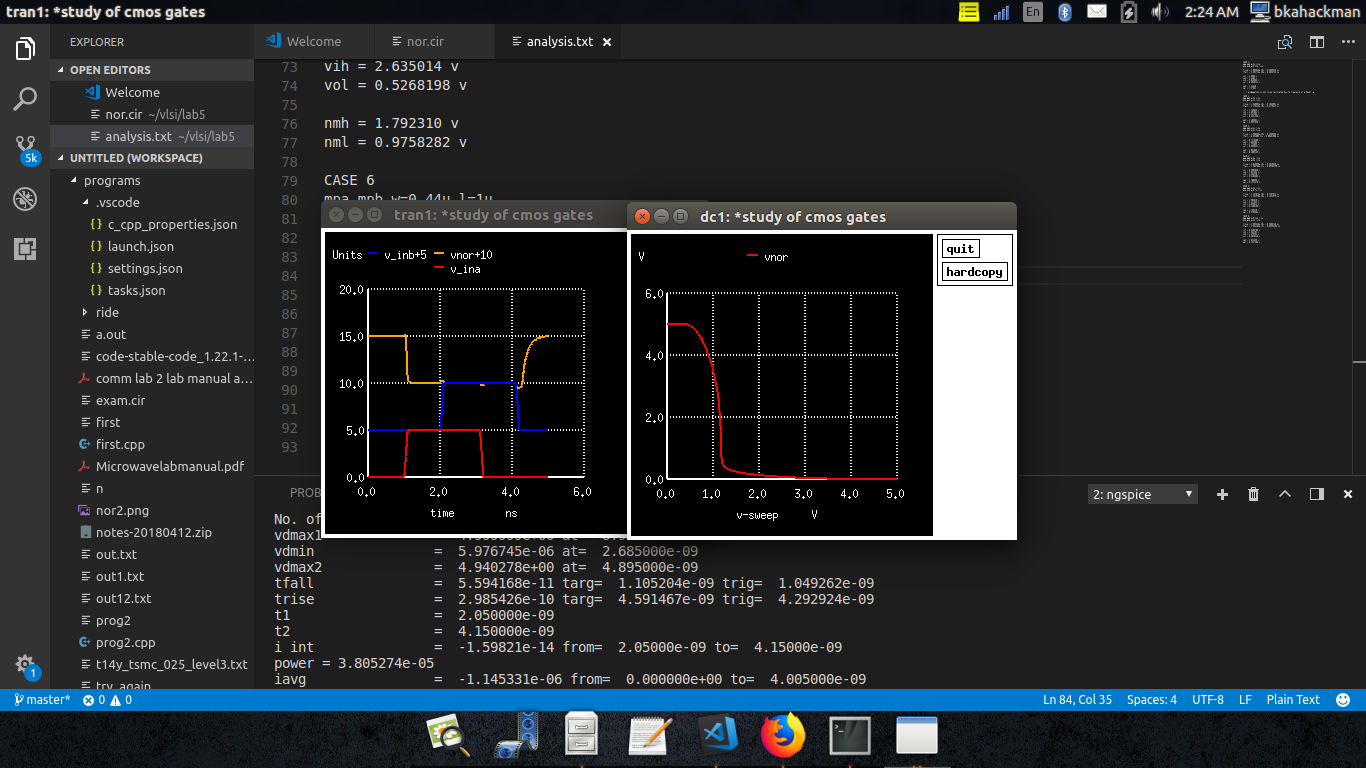 tran1: *study of cmos gates
En
2:24 AM
bkahackman
EXPLORER
Welcome
nor.cir
analysis.txt
OPEN EDITORS
Welcome
nor.cir ~/vlsi/lab5
analysis.txt ~/vlsi/lab5
5k
UNTITLED (WORKSPACE)
programs
.vscode
c_cpp_properties.json
launch.json
settings.json
tasks.json
ride
a.out
code-stable-code_1.22.1-...
comm lab 2 lab manual a...
exam.cir
first
first.cpp
Microwavelabmanual.pdf
n
nor2.png
notes-20180412.zip
out.txt
out1.txt
out12.txt
prog2
prog2.cpp
t14y_tsmc_025_level3.txt
try_again
1
73 vih = 2.635014 v
74 vol = 0.5268198 v
75
76 nmh = 1.792310 v
77 nml = 0.9758282 v
78
79 CASE 6
80 mpa mpb w=0.44u l=1u
81
82
83
84
85
86
87
88
89
90
91
92
93
tran1: *study of cmos gates
Units v_inb+5 vnor+10
v_ina
20.0
15.0
10.0
5.0
0.0
0.0 2.0 4.0 6.0
time ns
dc1: *study of cmos gates
V vnor
6.0
4.0
2.0
0.0
0.0 1.0 2.0 3.0 4.0 5.0
v-sweep V
quit
hardcopy
PROB
2: ngspice
No. of
vdmax1
vdmin = 5.976745e-06 at= 2.685000e-09
vdmax2 = 4.940278e+00 at= 4.895000e-09
tfall = 5.594168e-11 targ= 1.105204e-09 trig= 1.049262e-09
trise = 2.985426e-10 targ= 4.591467e-09 trig= 4.292924e-09
t1 = 2.050000e-09
t2 = 4.150000e-09
i int = -1.59821e-14 from= 2.05000e-09 to= 4.15000e-09
power = 3.805274e-05
iavg = -1.145331e-06 from= 0.000000e+00 to= 4.005000e-09
master* 0 0
Ln 84, Col 35 Spaces: 4 UTF-8 LF Plain Text